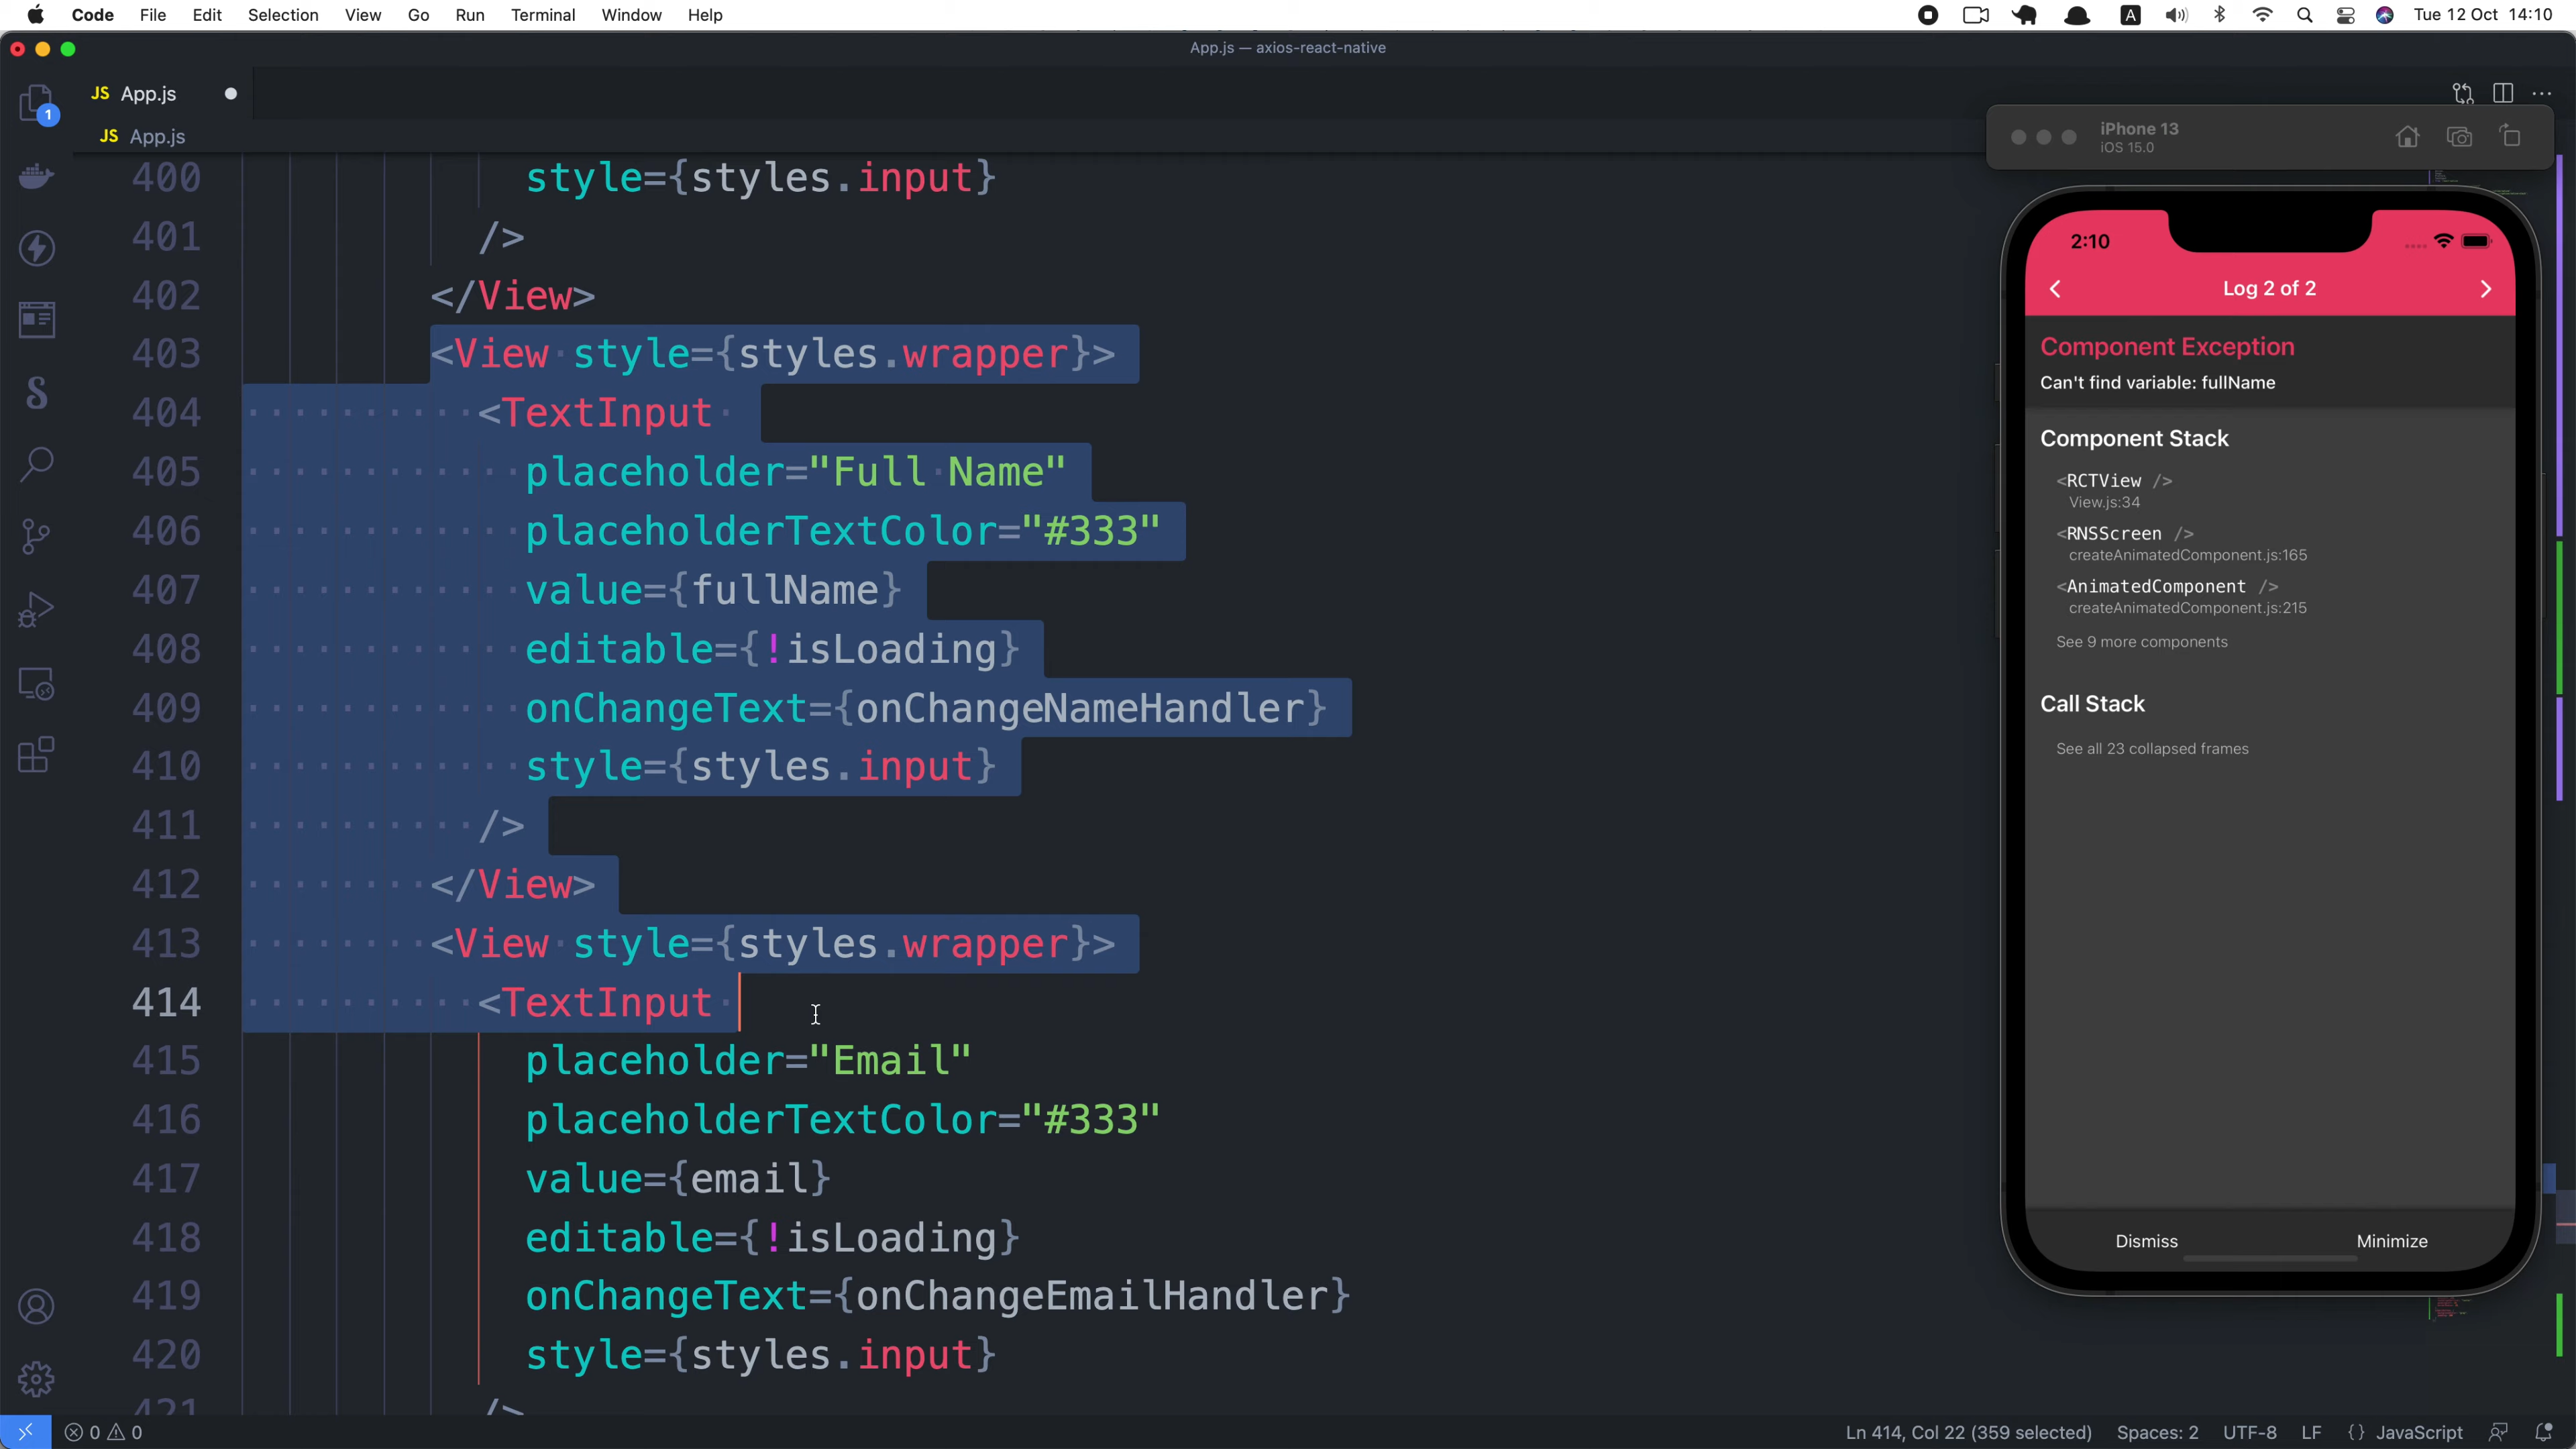 Code File Edit Selection View Go Run Terminal Window Help A Tue 12 Oct 14:10
App.js — axios-react-native
1
JS App.js
JS App.js
400 style={styles.input}
401 />
402 </View>
403 <View style={styles.wrapper}>
404 <TextInput
405 placeholder="Full Name"
406 placeholderTextColor="#333"
407 value={fullName}
408 editable={!isLoading}
409 onChangeText={onChangeNameHandler}
410 style={styles.input}
411 />
412 </View>
413 <View style={styles.wrapper}>
414 <TextInput
415 placeholder="Email"
416 placeholderTextColor="#333"
417 value={email}
418 editable={!isLoading}
419 onChangeText={onChangeEmailHandler}
420 style={styles.input}
421 />
iPhone 13
iOS 15.0
2:10
Log 2 of 2
Component Exception
Can't find variable: fullName
Component Stack
<RCTView />
View.js:34
<RNSScreen />
createAnimatedComponent.js:165
<AnimatedComponent />
createAnimatedComponent.js:215
See 9 more components
Call Stack
See all 23 collapsed frames
Dismiss Minimize
0 0 Ln 414, Col 22 (359 selected) Spaces: 2 UTF-8 LF {} JavaScript